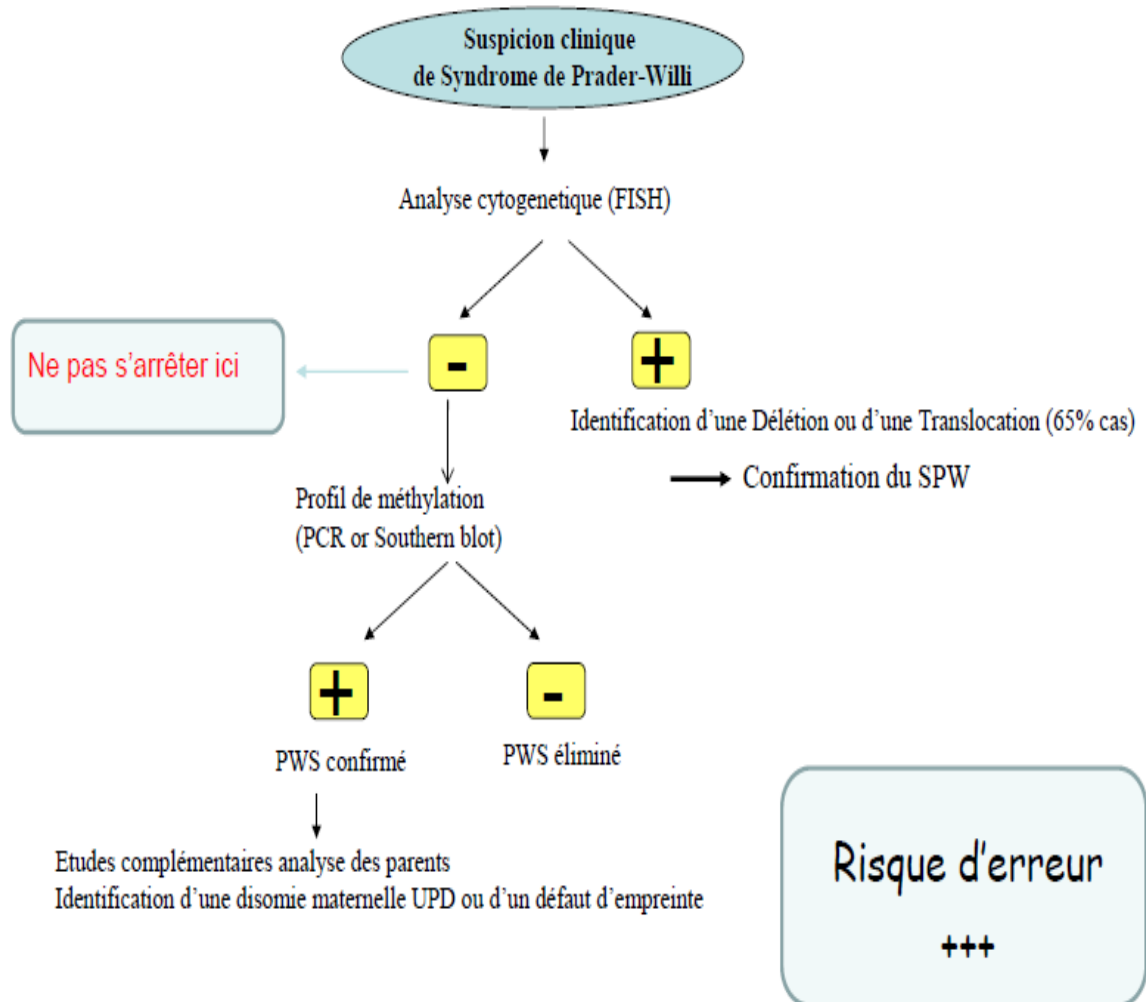 Suspicion clinique
de Syndrome de Prader-Willi
Analyse cytogenetique (FISH)
Ne pas s'arrêter ici
-
+
Identification d'une Délétion ou d'une Translocation (65% cas)
Confirmation du SPW
Profil de méthylation
(PCR or Southern blot)
+
-
PWS confirmé
PWS éliminé
Etudes complémentaires analyse des parents
Identification d'une disomie maternelle UPD ou d'un défaut d'empreinte
Risque d'erreur
+++